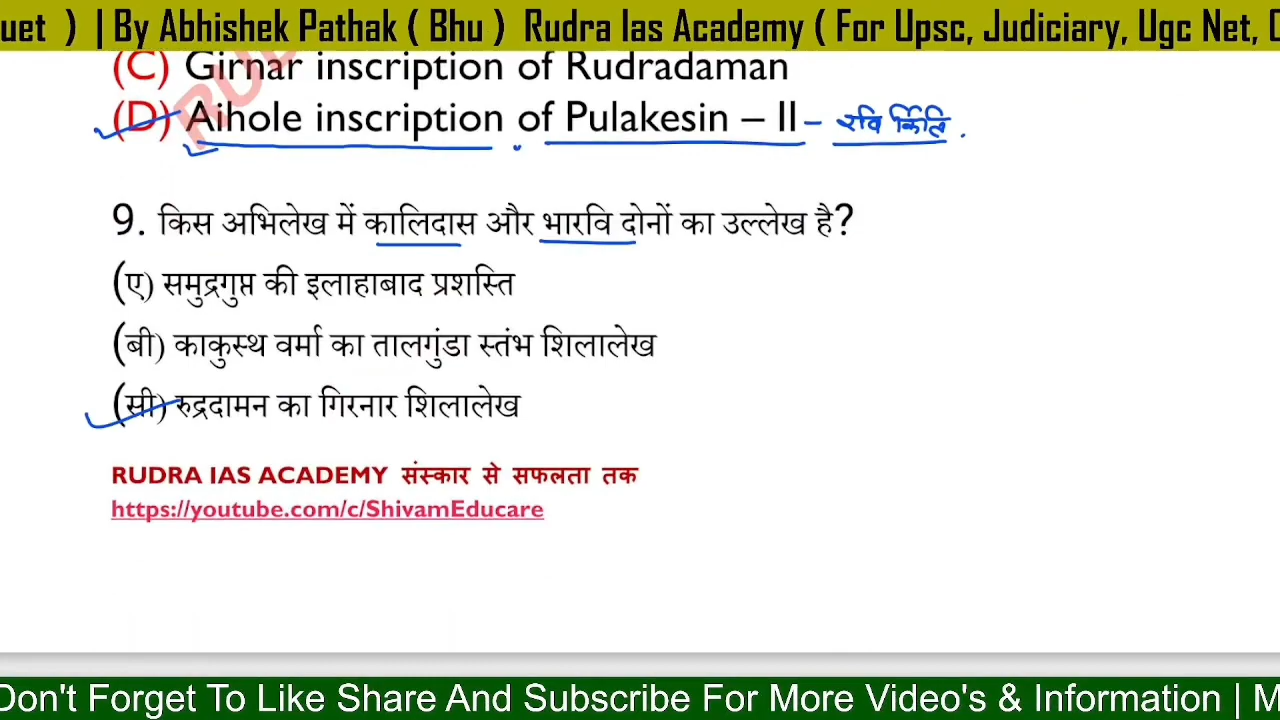 uet ) | By Abhishek Pathak ( Bhu ) Rudra Ias Academy ( For Upsc, Judiciary, Ugc Net, C
(C) Girnar inscription of Rudradaman
(D) Aihole inscription of Pulakesin – II – रवि किर्ति .
9. किस अभिलेख में कालिदास और भारवि दोनों का उल्लेख है?
(ए) समुद्रगुप्त की इलाहाबाद प्रशस्ति
(बी) काकुस्थ वर्मा का तालगुंडा स्तंभ शिलालेख
(सी) रुद्रदामन का गिरनार शिलालेख
RUDRA IAS ACADEMY संस्कार से सफलता तक
https://youtube.com/c/ShivamEducare
Don't Forget To Like Share And Subscribe For More Video's & Information | M